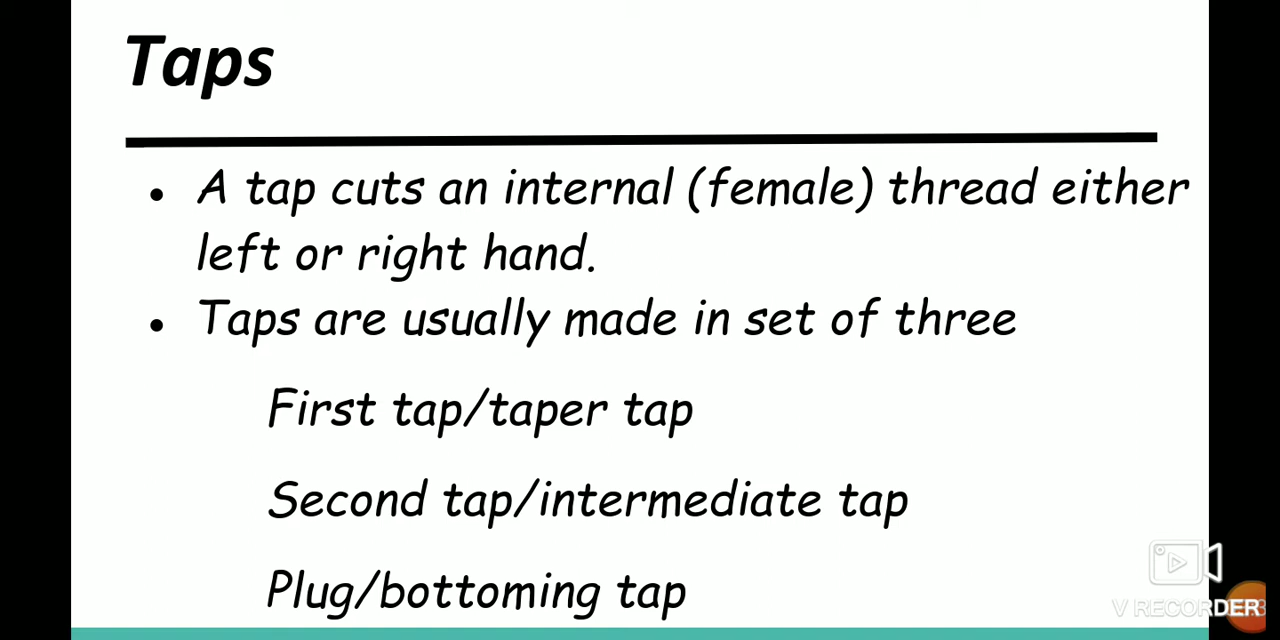 Taps
• A tap cuts an internal (female) thread either
left or right hand.
• Taps are usually made in set of three
First tap/taper tap
Second tap/intermediate tap
Plug/bottoming tap
V RECORDER